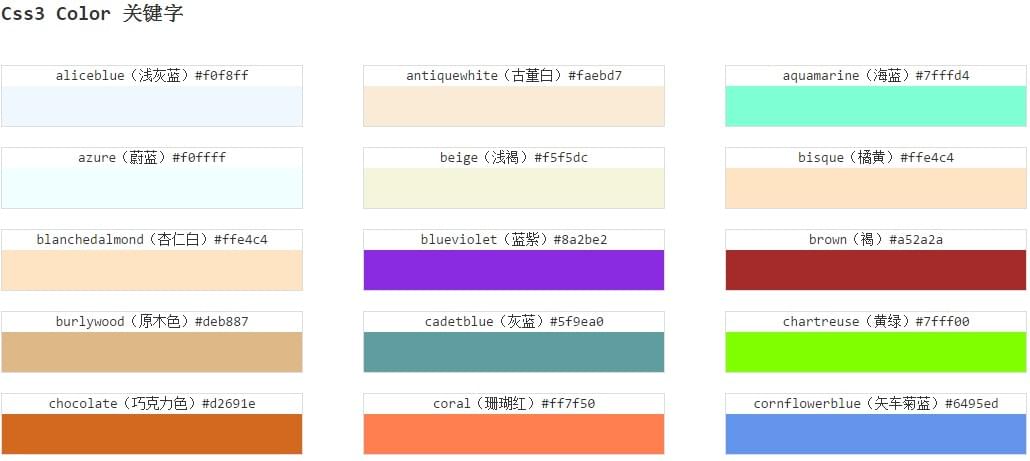 Css3 Color 关键字
aliceblue（浅灰蓝）#f0f8ff
antiquewhite（古董白）#faebd7
aquamarine（海蓝）#7fffd4
azure（蔚蓝）#f0ffff
beige（浅褐）#f5f5dc
bisque（橘黄）#ffe4c4
blanchedalmond（杏仁白）#ffe4c4
blueviolet（蓝紫）#8a2be2
brown（褐）#a52a2a
burlywood（原木色）#deb887
cadetblue（灰蓝）#5f9ea0
chartreuse（黄绿）#7fff00
chocolate（巧克力色）#d2691e
coral（珊瑚红）#ff7f50
cornflowerblue（矢车菊蓝）#6495ed